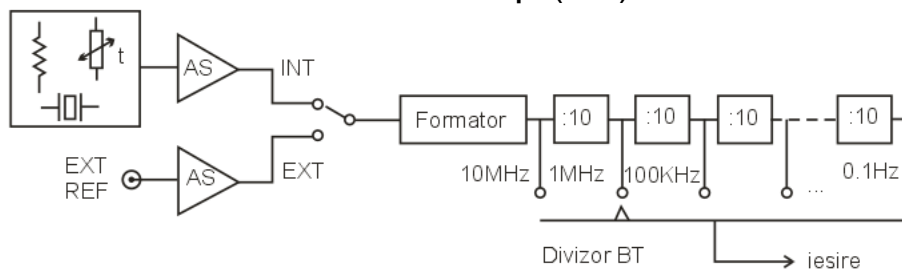 t
AS
INT
EXT
REF
AS
EXT
Formator
:10
:10
:10
:10
10MHz
1MHz
100KHz
...
0.1Hz
Divizor BT
iesire